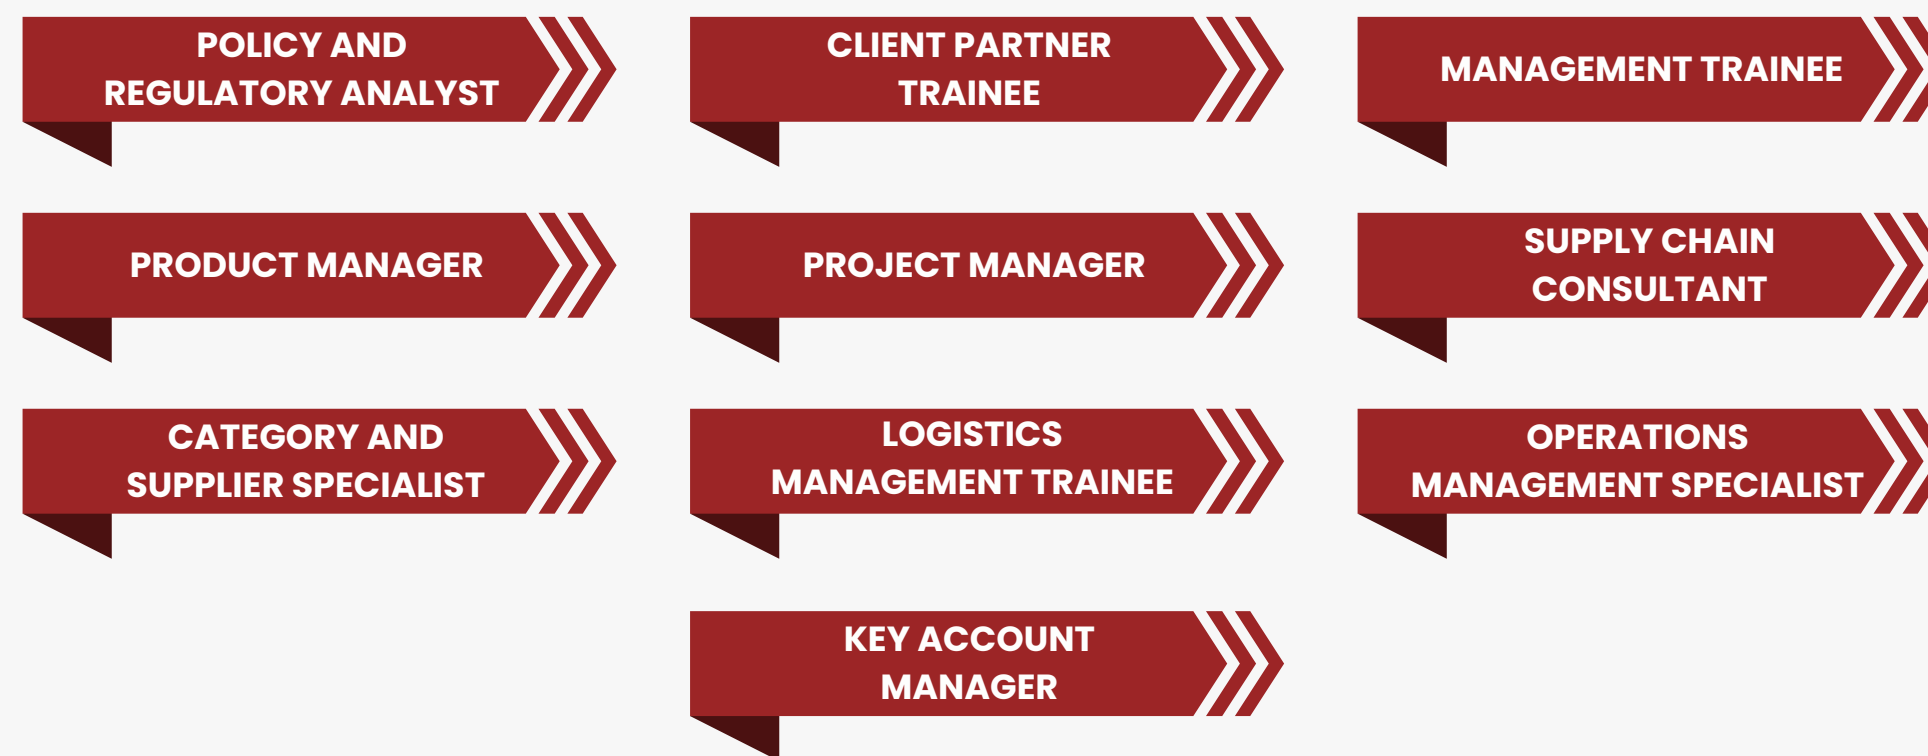 POLICY AND
REGULATORY ANALYST
CLIENT PARTNER
TRAINEE
MANAGEMENT TRAINEE
PRODUCT MANAGER
PROJECT MANAGER
SUPPLY CHAIN
CONSULTANT
CATEGORY AND
SUPPLIER SPECIALIST
LOGISTICS
MANAGEMENT TRAINEE
OPERATIONS
MANAGEMENT SPECIALIST
KEY ACCOUNT
MANAGER